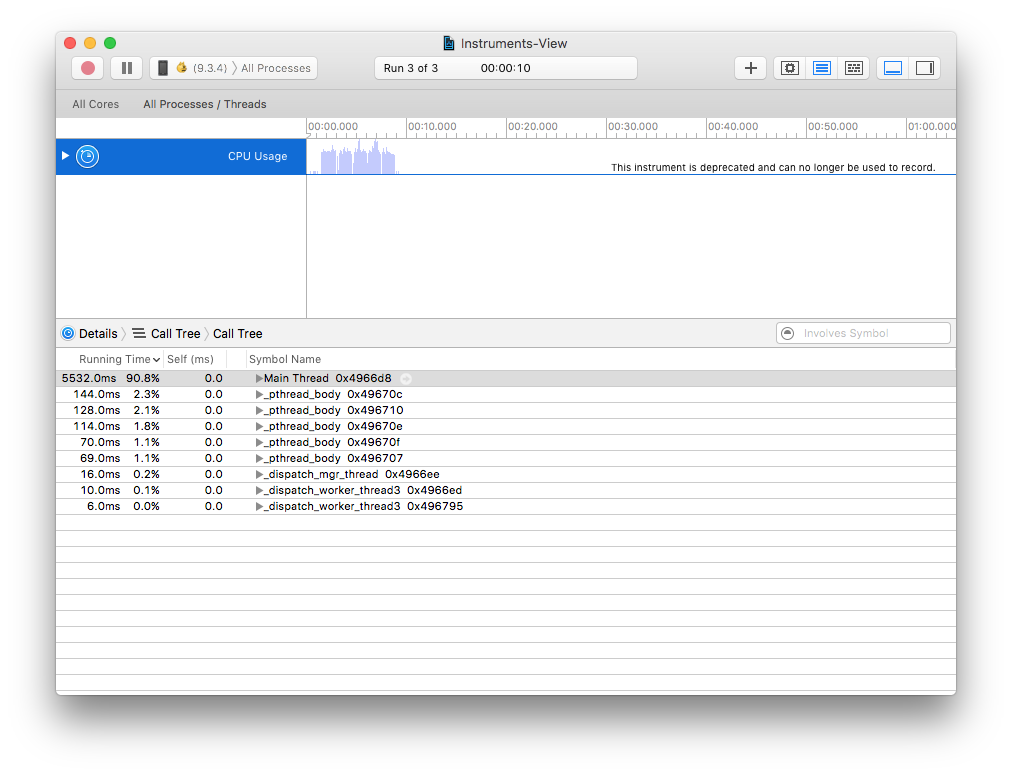 Instruments-View
(9.3.4) 〉All Processes Run 3 of 3 00:00:10
All Cores All Processes / Threads
00:00.000 00:10.000 00:20.000 00:30.000 00:40.000 00:50.000 01:00.000
CPU Usage
This instrument is deprecated and can no longer be used to record.
Details 〉 Call Tree 〉 Call Tree Involves Symbol
Running Time Self (ms) Symbol Name
5532.0ms 90.8% 0.0 Main Thread 0x4966d8
144.0ms 2.3% 0.0 _pthread_body 0x49670c
128.0ms 2.1% 0.0 _pthread_body 0x496710
114.0ms 1.8% 0.0 _pthread_body 0x49670e
70.0ms 1.1% 0.0 _pthread_body 0x49670f
69.0ms 1.1% 0.0 _pthread_body 0x496707
16.0ms 0.2% 0.0 _dispatch_mgr_thread 0x4966ee
10.0ms 0.1% 0.0 _dispatch_worker_thread3 0x4966ed
6.0ms 0.0% 0.0 _dispatch_worker_thread3 0x496795